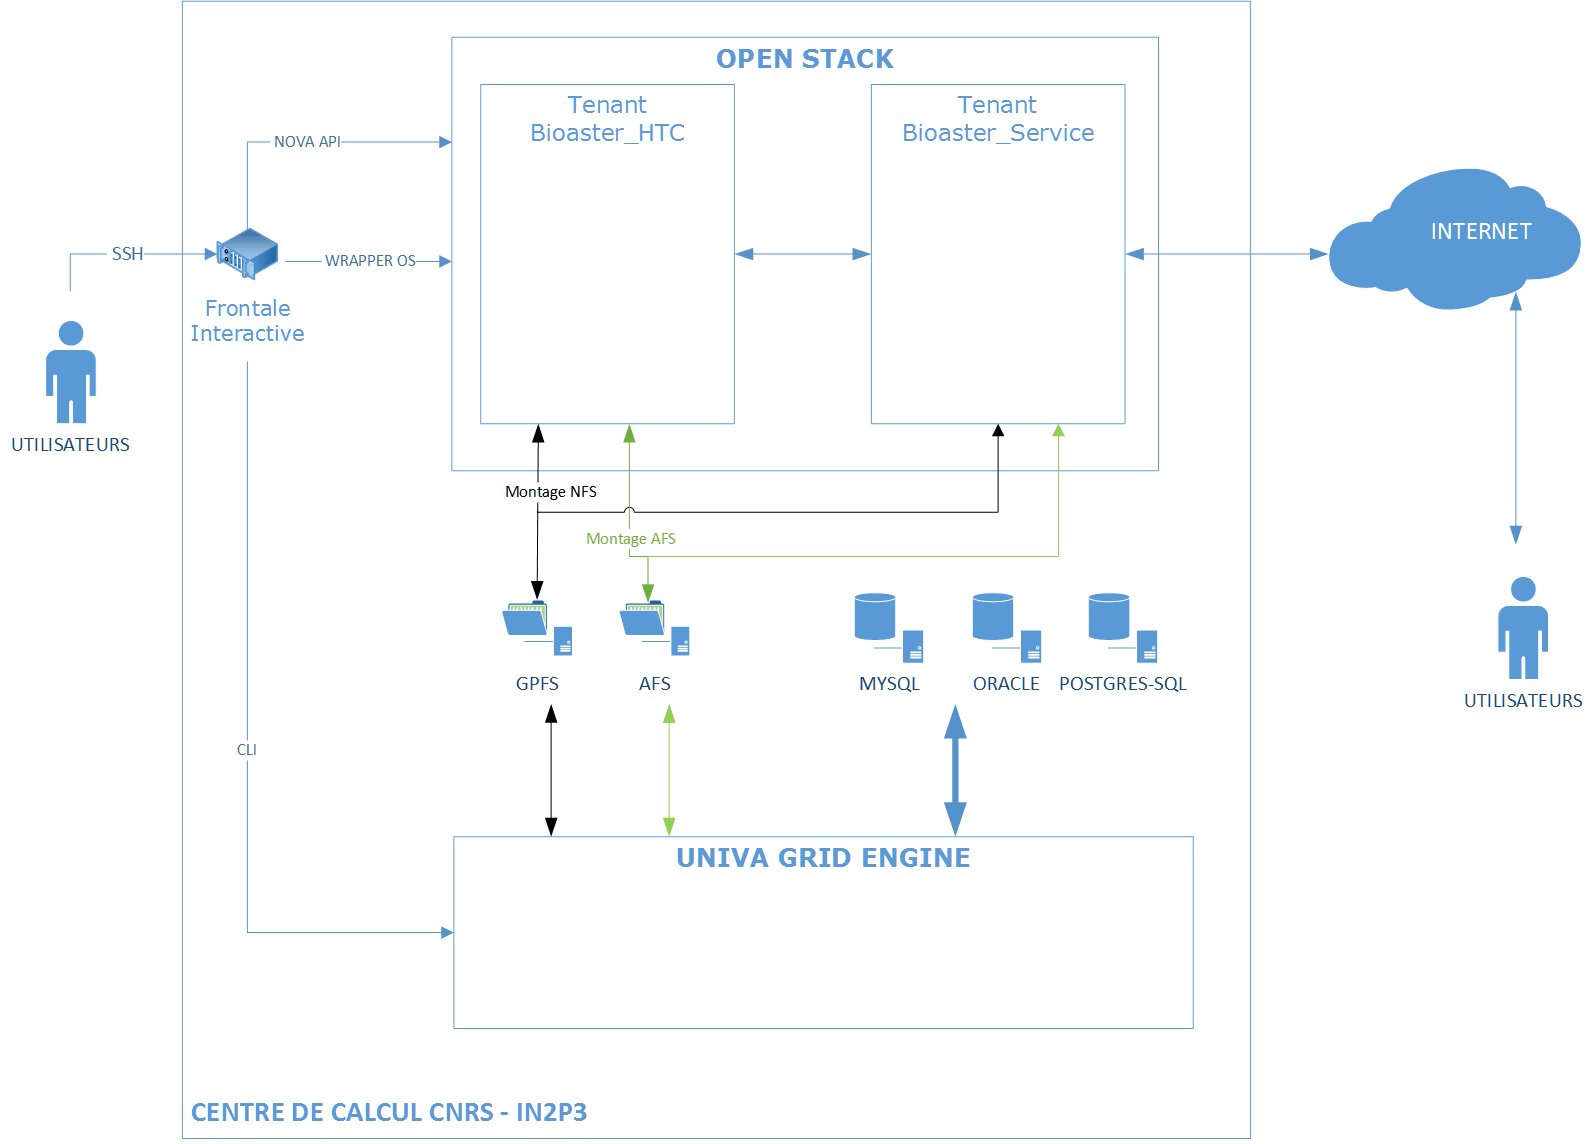 OPEN STACK
Tenant
Bioaster_HTC
Tenant
Bioaster_Service
NOVA API
SSH
WRAPPER OS
INTERNET
Frontale
Interactive
UTILISATEURS
Montage NFS
Montage AFS
GPFS
AFS
MYSQL
ORACLE
POSTGRES-SQL
UTILISATEURS
CLI
UNIVA GRID ENGINE
CENTRE DE CALCUL CNRS - IN2P3